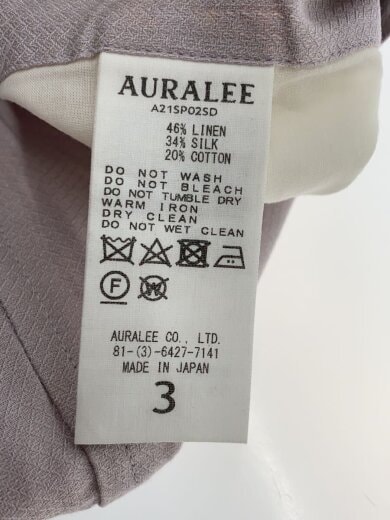 AURALEE
A21SP02SD
46% LINEN
34% SILK
20% COTTON
DO NOT WASH
DO NOT BLEACH
DO NOT TUMBLE DRY
WARM IRON
DRY CLEAN
DO NOT WET CLEAN
F W
AURALEE CO., LTD.
81-(3)-6427-7141
MADE IN JAPAN
3